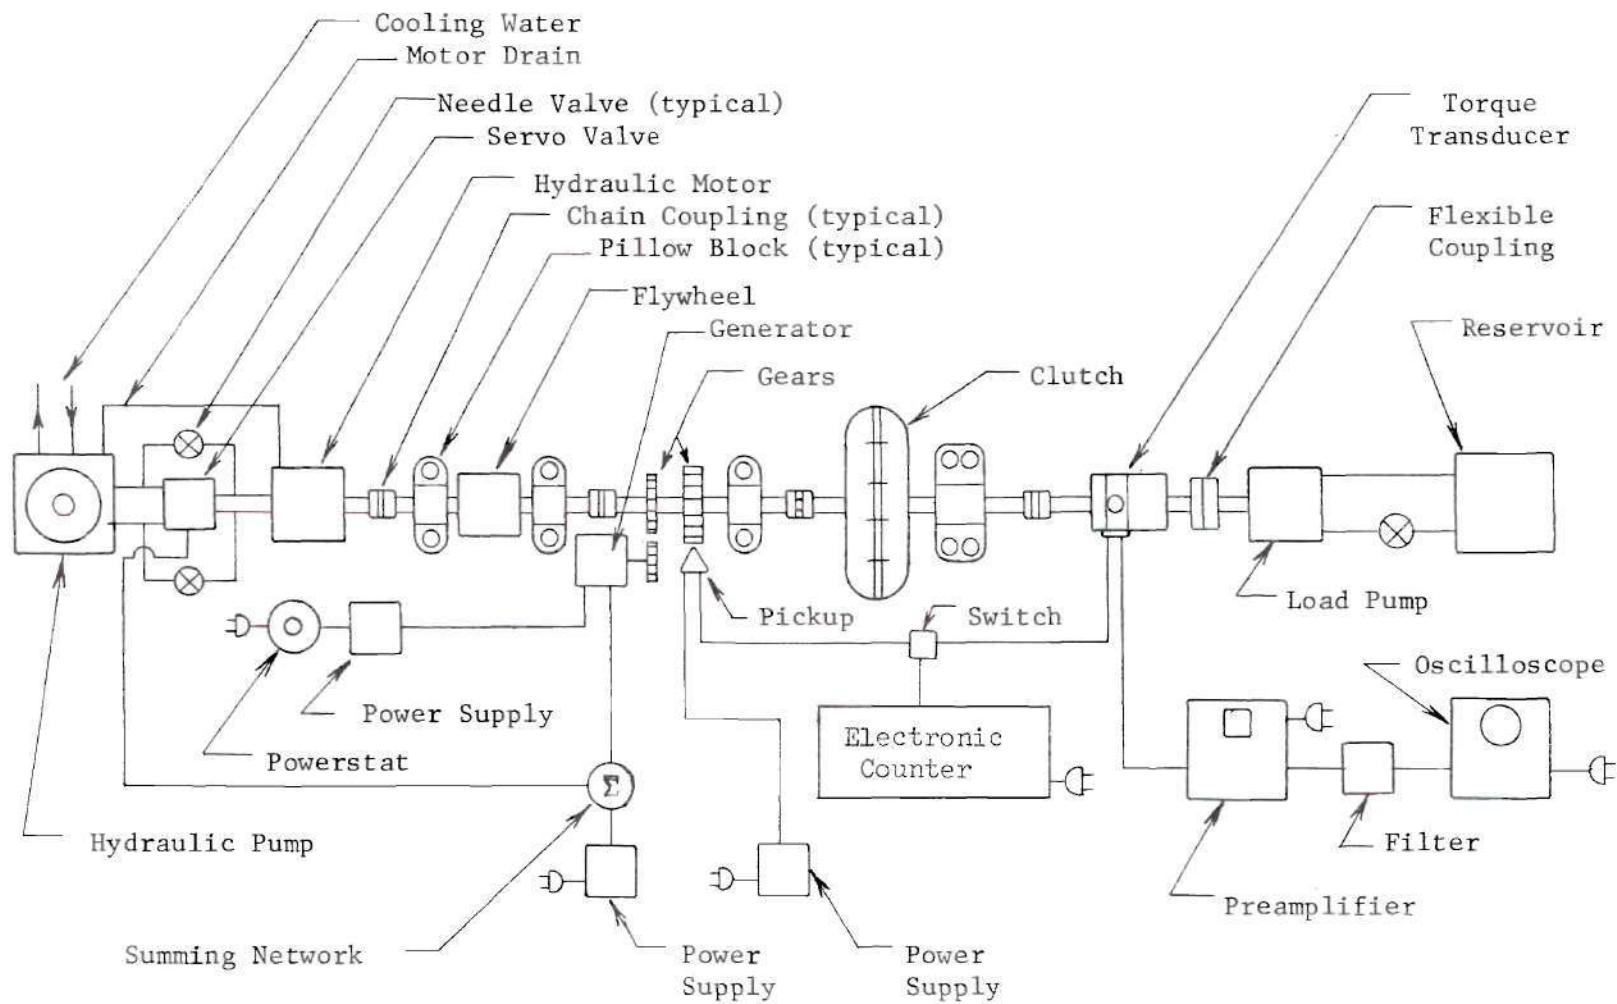 Cooling Water
Motor Drain
Needle Valve (typical)
Servo Valve
Hydraulic Motor
Chain Coupling (typical)
Pillow Block (typical)
Flywheel
Generator
Gears
Clutch
Torque
Transducer
Flexible
Coupling
Reservoir
Load Pump
Pickup
Switch
Oscilloscope
Power Supply
Powerstat
Electronic
Counter
Σ
Hydraulic Pump
Filter
Preamplifier
Summing Network
Power
Supply
Power
Supply